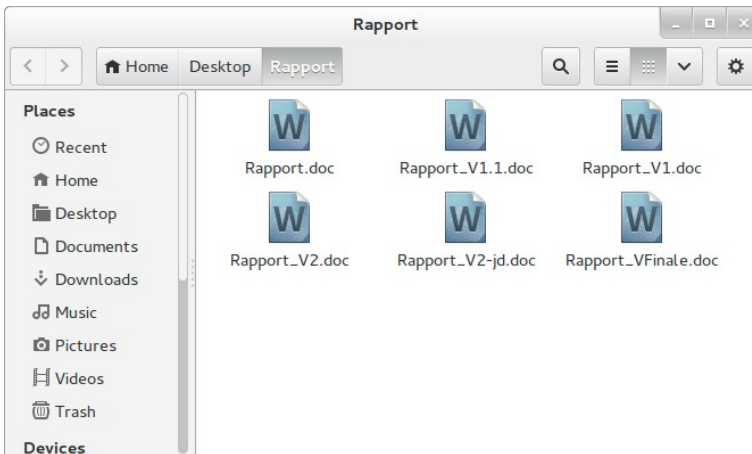 Rapport
Home Desktop Rapport
Places
Recent
Home
Desktop
Documents
Downloads
Music
Pictures
Videos
Trash
Devices
W W W
Rapport.doc Rapport_V1.1.doc Rapport_V1.doc
W W W
Rapport_V2.doc Rapport_V2-jd.doc Rapport_VFinale.doc